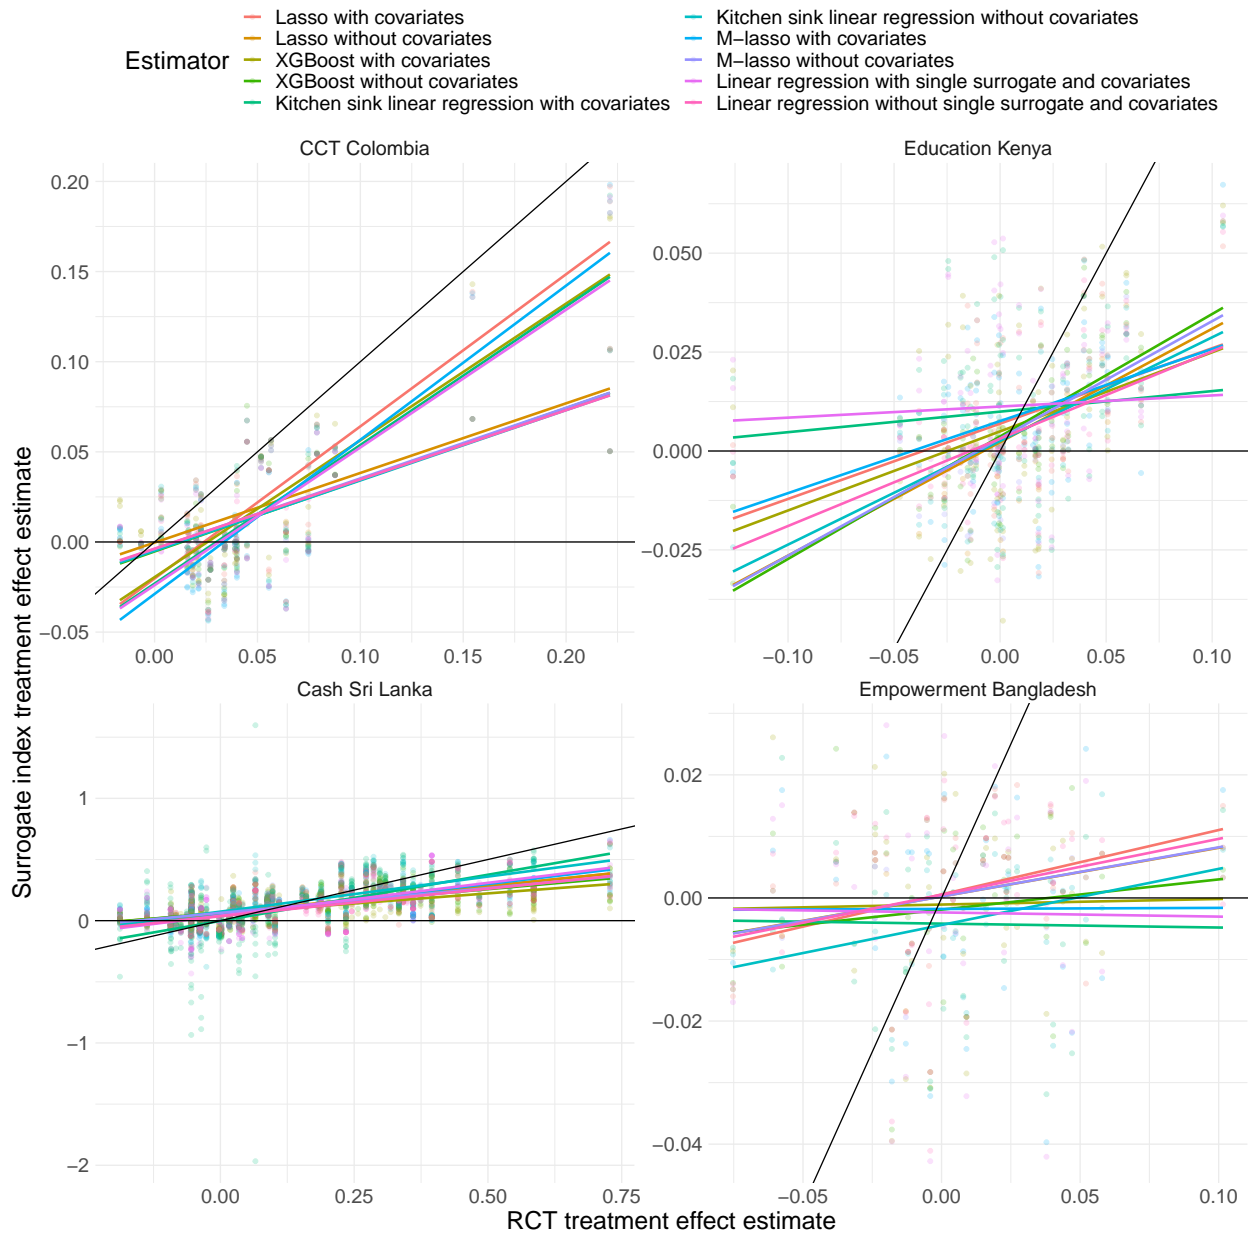 Estimator
Lasso with covariates
Lasso without covariates
XGBoost with covariates
XGBoost without covariates
Kitchen sink linear regression with covariates
Kitchen sink linear regression without covariates
M−lasso with covariates
M−lasso without covariates
Linear regression with single surrogate and covariates
Linear regression without single surrogate and covariates
CCT Colombia
0.20
0.15
0.10
0.05
0.00
−0.05
0.00 0.05 0.10 0.15 0.20
Education Kenya
0.050
0.025
0.000
−0.025
−0.10 −0.05 0.00 0.05 0.10
Cash Sri Lanka
1
0
−1
−2
0.00 0.25 0.50 0.75
Empowerment Bangladesh
0.02
0.00
−0.02
−0.04
−0.05 0.00 0.05 0.10
Surrogate index treatment effect estimate
RCT treatment effect estimate